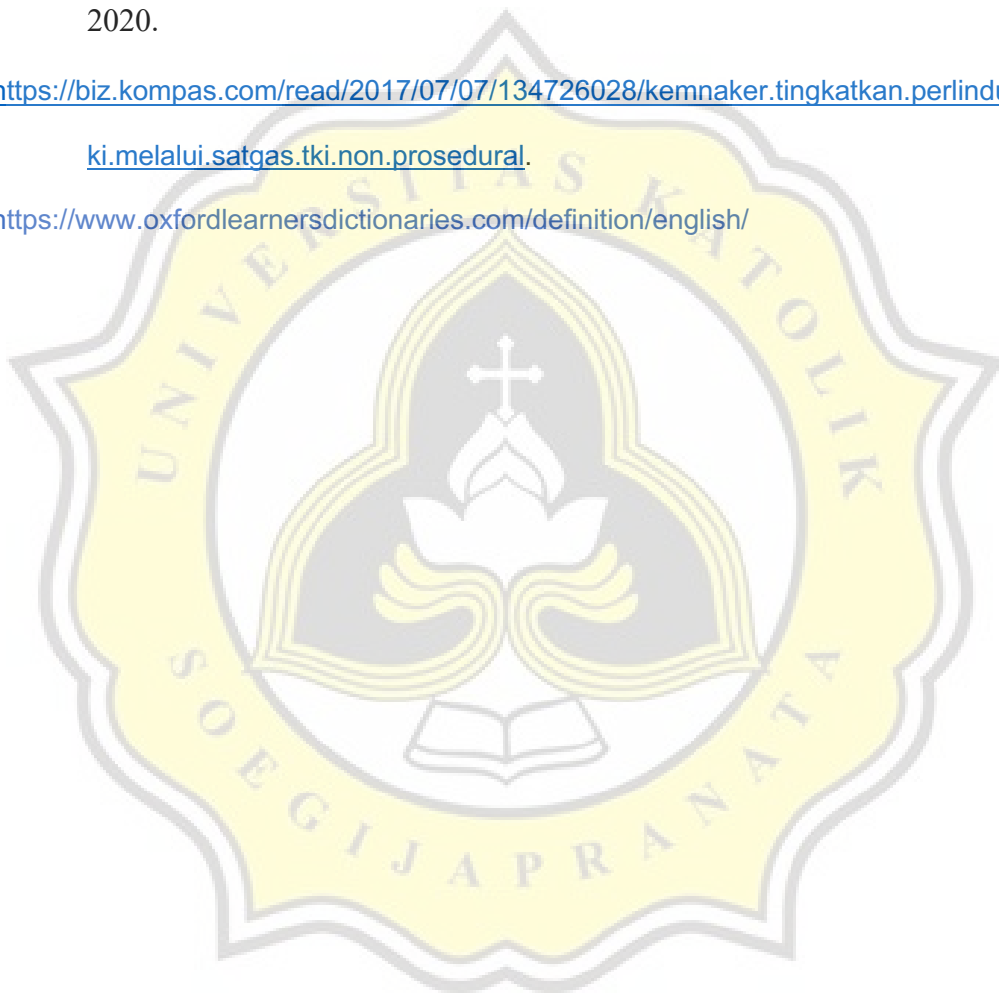 2020.
https://biz.kompas.com/read/2017/07/07/134726028/kemnaker.tingkatkan.perlindu
ki.melalui.satgas.tki.non.prosedural.
https://www.oxfordlearnersdictionaries.com/definition/english/
UNIVERSITAS KATOLIK
SOEGIJAPRANATA